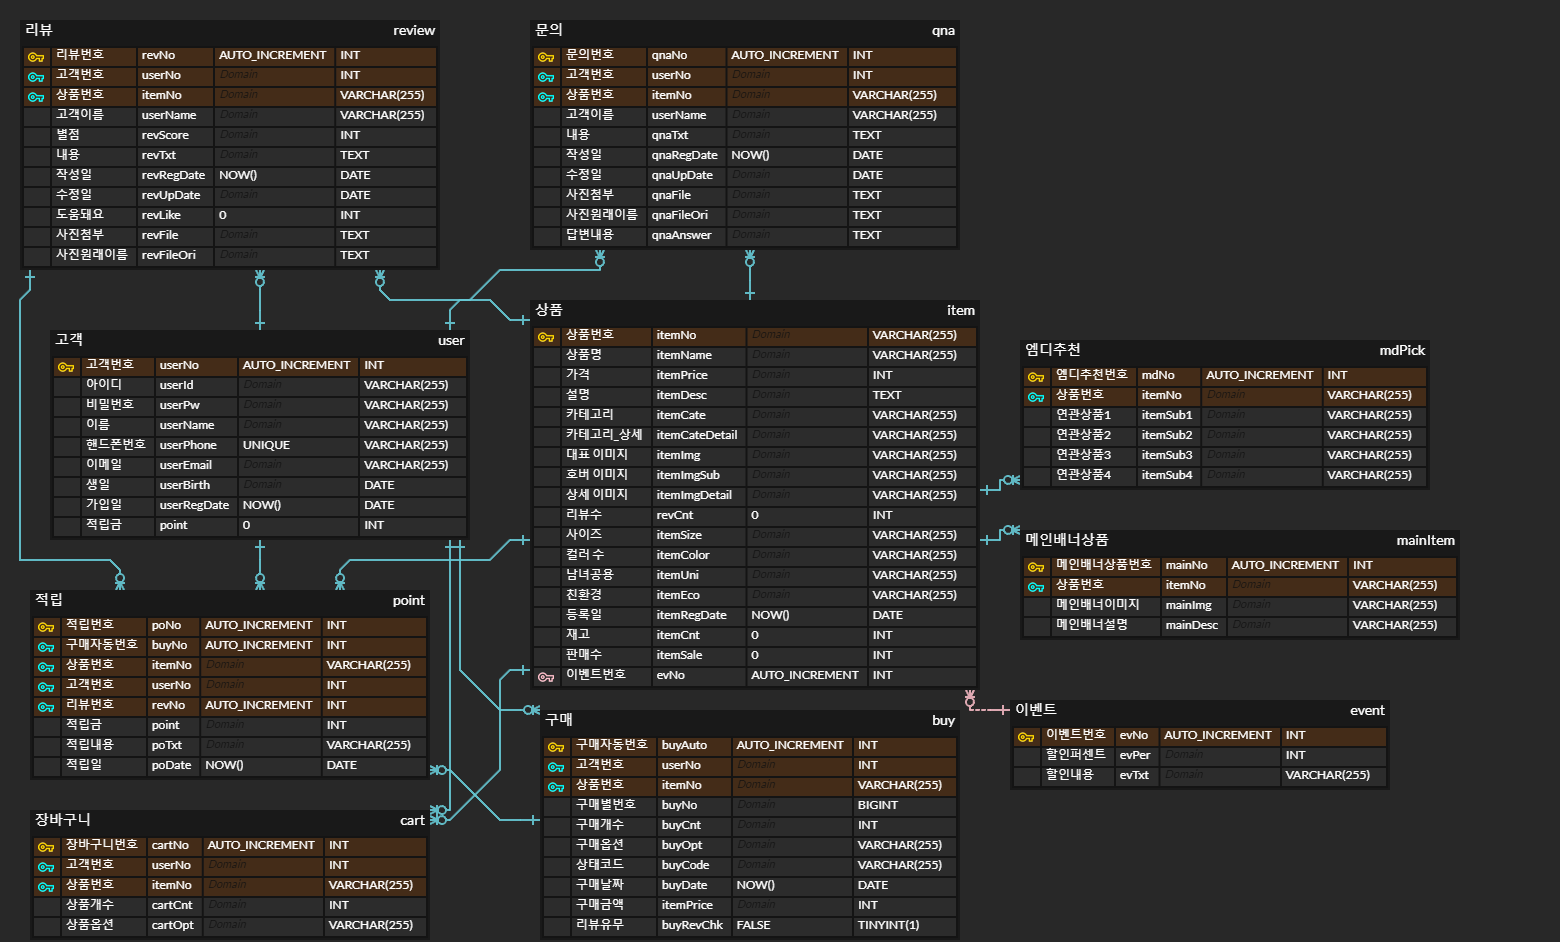 리뷰 review
리뷰번호 revNo AUTO_INCREMENT INT
고객번호 userNo Domain INT
상품번호 itemNo Domain VARCHAR(255)
고객이름 userName Domain VARCHAR(255)
별점 revScore Domain INT
내용 revTxt Domain TEXT
작성일 revRegDate NOW() DATE
수정일 revUpDate Domain DATE
도움돼요 revLike 0 INT
사진첨부 revFile Domain TEXT
사진원래이름 revFileOri Domain TEXT
문의 qna
문의번호 qnaNo AUTO_INCREMENT INT
고객번호 userNo Domain INT
상품번호 itemNo Domain VARCHAR(255)
고객이름 userName Domain VARCHAR(255)
내용 qnaTxt Domain TEXT
작성일 qnaRegDate NOW() DATE
수정일 qnaUpDate Domain DATE
사진첨부 qnaFile Domain TEXT
사진원래이름 qnaFileOri Domain TEXT
답변내용 qnaAnswer Domain TEXT
고객 user
고객번호 userNo AUTO_INCREMENT INT
아이디 userId Domain VARCHAR(255)
비밀번호 userPw Domain VARCHAR(255)
이름 userName Domain VARCHAR(255)
핸드폰번호 userPhone UNIQUE VARCHAR(255)
이메일 userEmail Domain VARCHAR(255)
생일 userBirth Domain DATE
가입일 userRegDate NOW() DATE
적립금 point 0 INT
상품 item
상품번호 itemNo Domain VARCHAR(255)
상품명 itemName Domain VARCHAR(255)
가격 itemPrice Domain INT
설명 itemDesc Domain TEXT
카테고리 itemCate Domain VARCHAR(255)
카테고리_상세 itemCateDetail Domain VARCHAR(255)
대표 이미지 itemImg Domain VARCHAR(255)
호버 이미지 itemImgSub Domain VARCHAR(255)
상세 이미지 itemImgDetail Domain VARCHAR(255)
리뷰수 revCnt 0 INT
사이즈 itemSize Domain VARCHAR(255)
컬러 수 itemColor Domain VARCHAR(255)
남녀공용 itemUni Domain VARCHAR(255)
친환경 itemEco Domain VARCHAR(255)
등록일 itemRegDate NOW() DATE
재고 itemCnt 0 INT
판매수 itemSale 0 INT
이벤트번호 evNo AUTO_INCREMENT INT
엠디추천 mdPick
엠디추천번호 mdNo AUTO_INCREMENT INT
상품번호 itemNo Domain VARCHAR(255)
연관상품1 itemSub1 Domain VARCHAR(255)
연관상품2 itemSub2 Domain VARCHAR(255)
연관상품3 itemSub3 Domain VARCHAR(255)
연관상품4 itemSub4 Domain VARCHAR(255)
메인배너상품 mainItem
메인배너상품번호 mainNo AUTO_INCREMENT INT
상품번호 itemNo Domain VARCHAR(255)
메인배너이미지 mainImg Domain VARCHAR(255)
메인배너설명 mainDesc Domain VARCHAR(255)
적립 point
적립번호 poNo AUTO_INCREMENT INT
구매자동번호 buyNo AUTO_INCREMENT INT
상품번호 itemNo Domain VARCHAR(255)
고객번호 userNo Domain INT
리뷰번호 revNo AUTO_INCREMENT INT
적립금 point Domain INT
적립내용 poTxt Domain VARCHAR(255)
적립일 poDate NOW() DATE
이벤트 event
이벤트번호 evNo AUTO_INCREMENT INT
할인퍼센트 evPer Domain INT
할인내용 evTxt Domain VARCHAR(255)
구매 buy
구매자동번호 buyAuto AUTO_INCREMENT INT
고객번호 userNo Domain INT
상품번호 itemNo Domain VARCHAR(255)
구매별번호 buyNo Domain BIGINT
구매개수 buyCnt Domain INT
구매옵션 buyOpt Domain VARCHAR(255)
상태코드 buyCode Domain VARCHAR(255)
구매날짜 buyDate NOW() DATE
구매금액 itemPrice Domain INT
리뷰유무 buyRevChk FALSE TINYINT(1)
장바구니 cart
장바구니번호 cartNo AUTO_INCREMENT INT
고객번호 userNo Domain INT
상품번호 itemNo Domain VARCHAR(255)
상품개수 cartCnt Domain INT
상품옵션 cartOpt Domain VARCHAR(255)